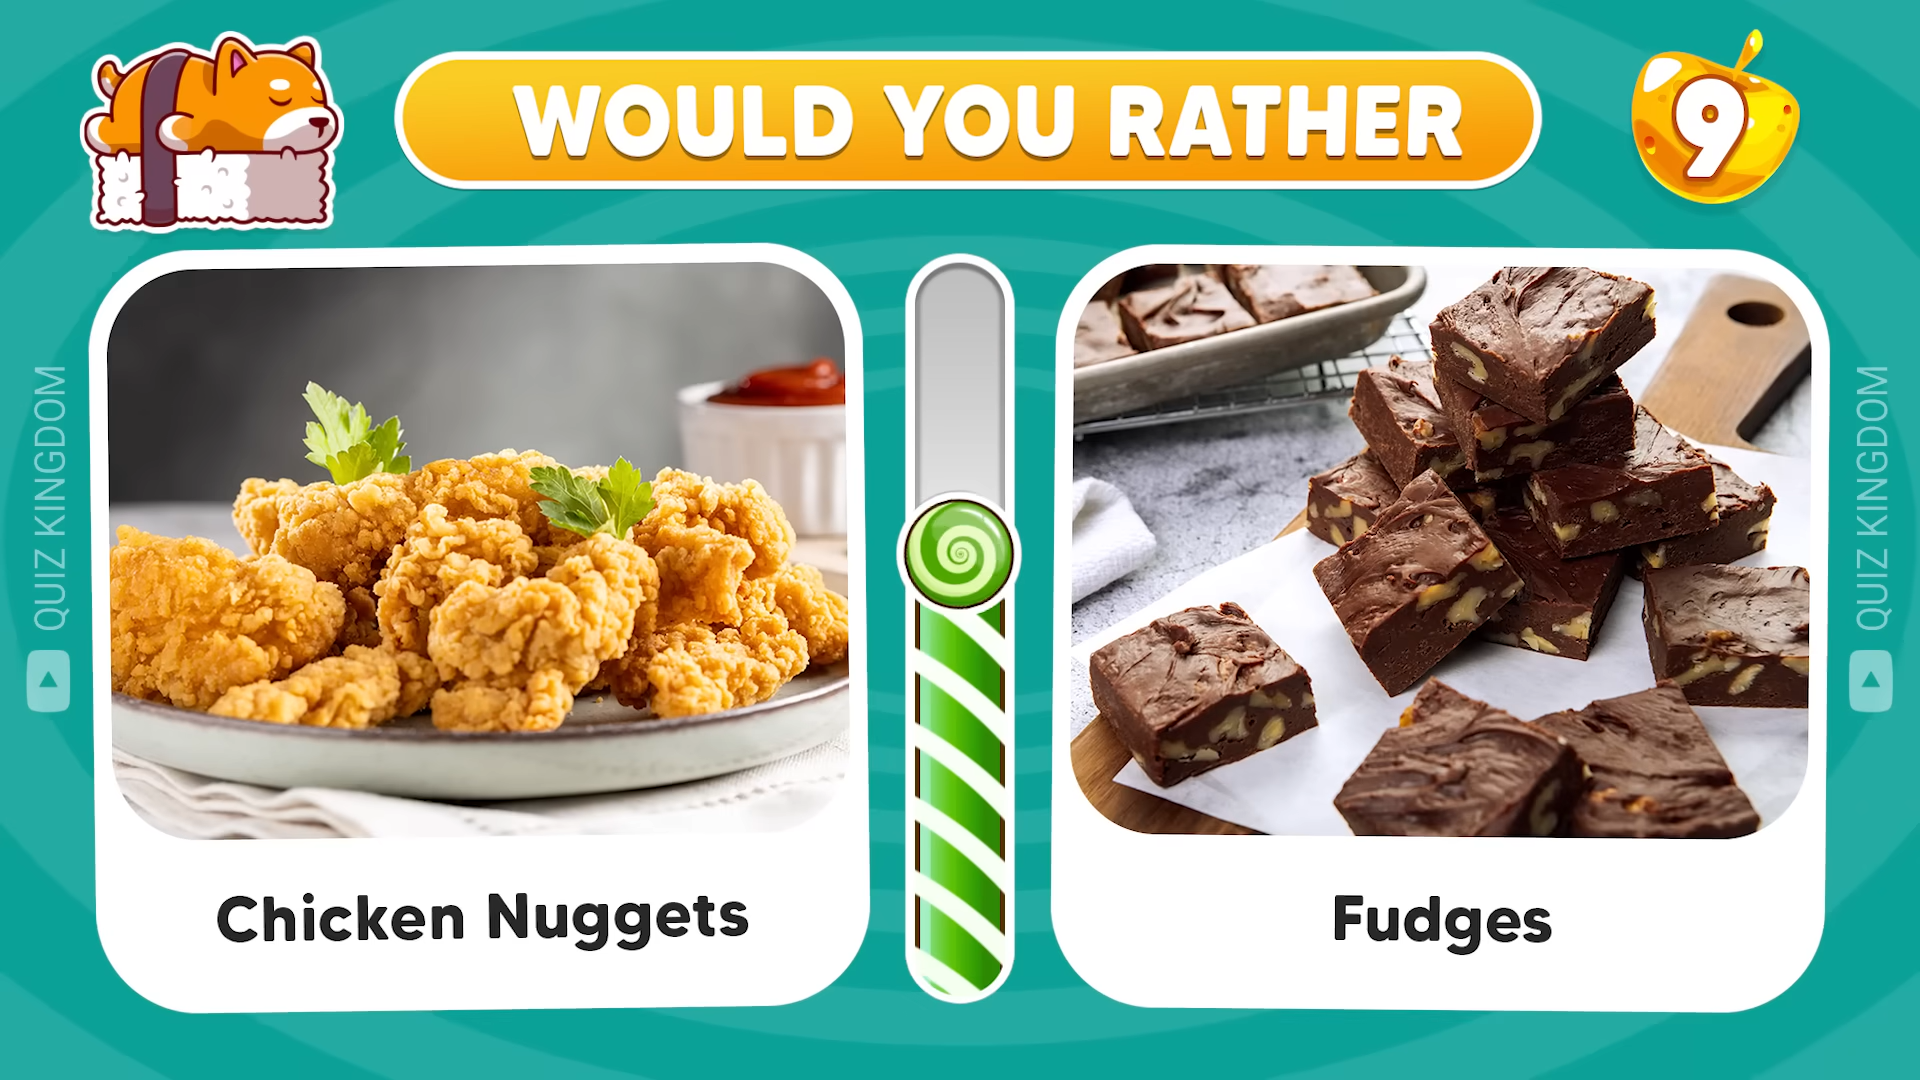 WOULD YOU RATHER
9
QUIZ KINGDOM
QUIZ KINGDOM
Chicken Nuggets
Fudges